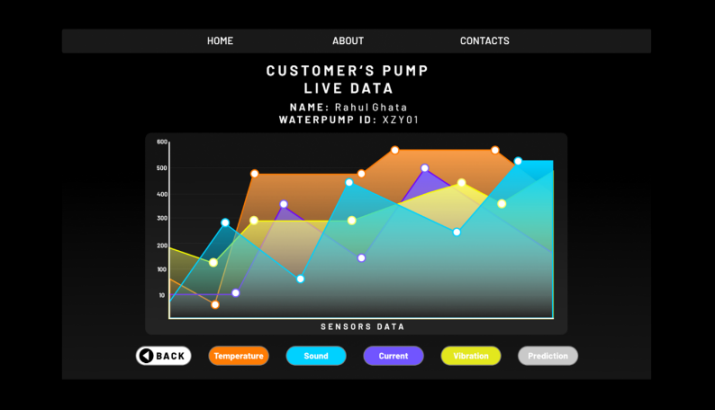 HOME ABOUT CONTACTS
CUSTOMER'S PUMP
LIVE DATA
NAME: Rahul Ghata
WATERPUMP ID: XZY01
600
500
400
300
200
100
10
SENSORS DATA
BACK Temperature Sound Current Vibration Prediction